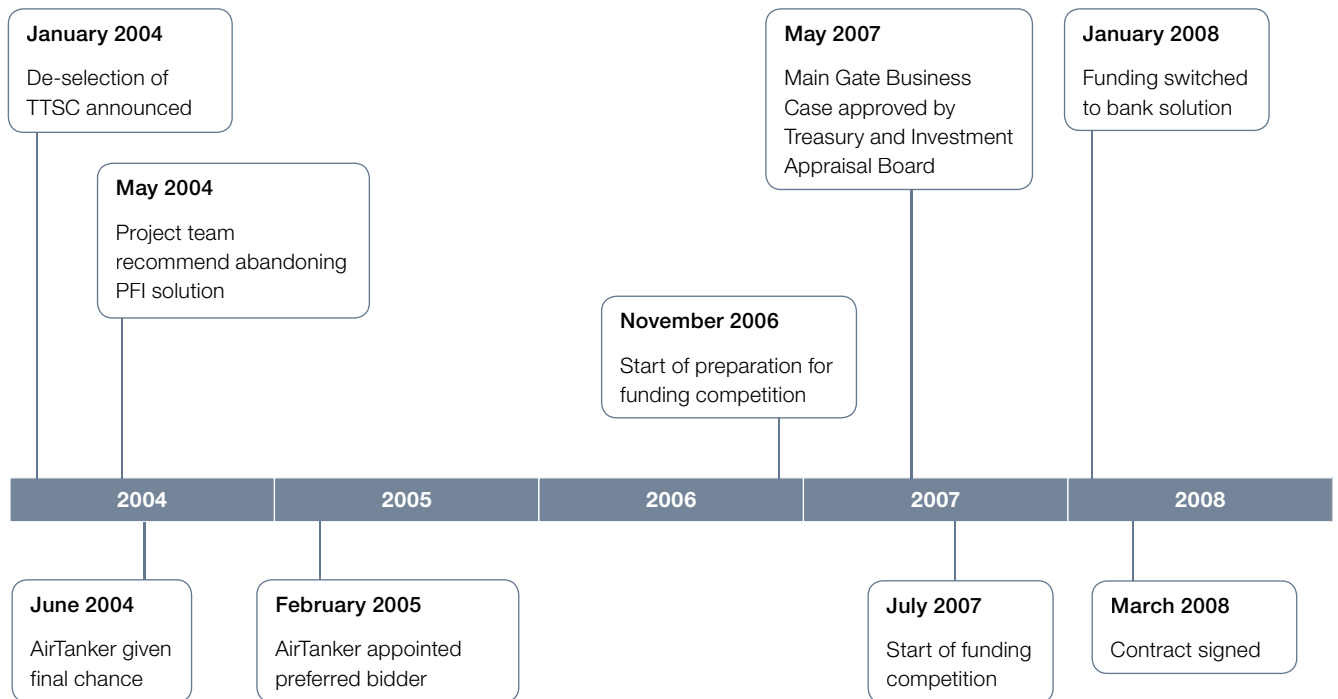 January 2004
De-selection of
TTSC announced
May 2004
Project team
recommend abandoning
PFI solution
November 2006
Start of preparation for
funding competition
May 2007
Main Gate Business
Case approved by
Treasury and Investment
Appraisal Board
January 2008
Funding switched
to bank solution
2004
2005
2006
2007
2008
June 2004
AirTanker given
final chance
February 2005
AirTanker appointed
preferred bidder
July 2007
Start of funding
competition
March 2008
Contract signed